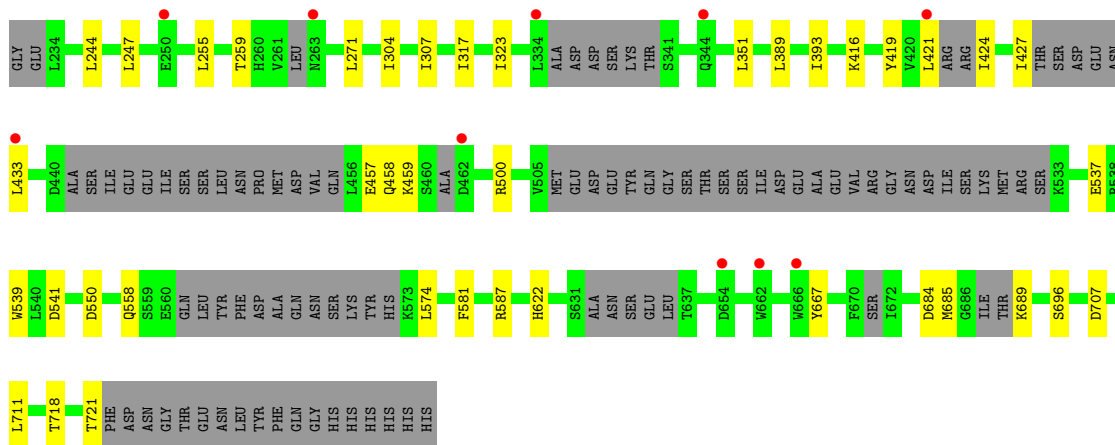 GLY GLU L234 L244 L247 E250 L255 T259 H260 V261 LEU N263 L271 I304 I307 I317 I323 L334 ALA ASP ASP SER LYS THR S341 Q344 L351 L389 I393 K416 Y419 V420 L421 ARG ARG I424 I427 THR SER ASP GLU ASN
L433 D440 ALA SER ILE GLU GLU ILE SER SER LEU ASN PRO MET ASP VAL GLN L456 E457 Q458 K459 S460 ALA D462 R500 V505 MET GLU ASP GLU TYR GLN GLY SER THR SER SER ILE ASP GLU ALA GLU VAL ARG GLY ASN ASP ILE SER LYS MET ARG SER K533 E537 R538
W539 L540 D541 D550 Q558 S559 E560 GLN LEU TYR PHE ASP ALA GLN ASN SER LYS TYR HIS K573 L574 F581 R587 H622 S631 ALA ASN SER GLU LEU T637 D654 W662 W666 Y667 F670 SER I672 D684 M685 G686 ILE THR K689 S696 D707
L711 T718 T721 PHE ASP ASN GLY THR GLU ASN LEU TYR PHE GLN GLY HIS HIS HIS HIS HIS HIS